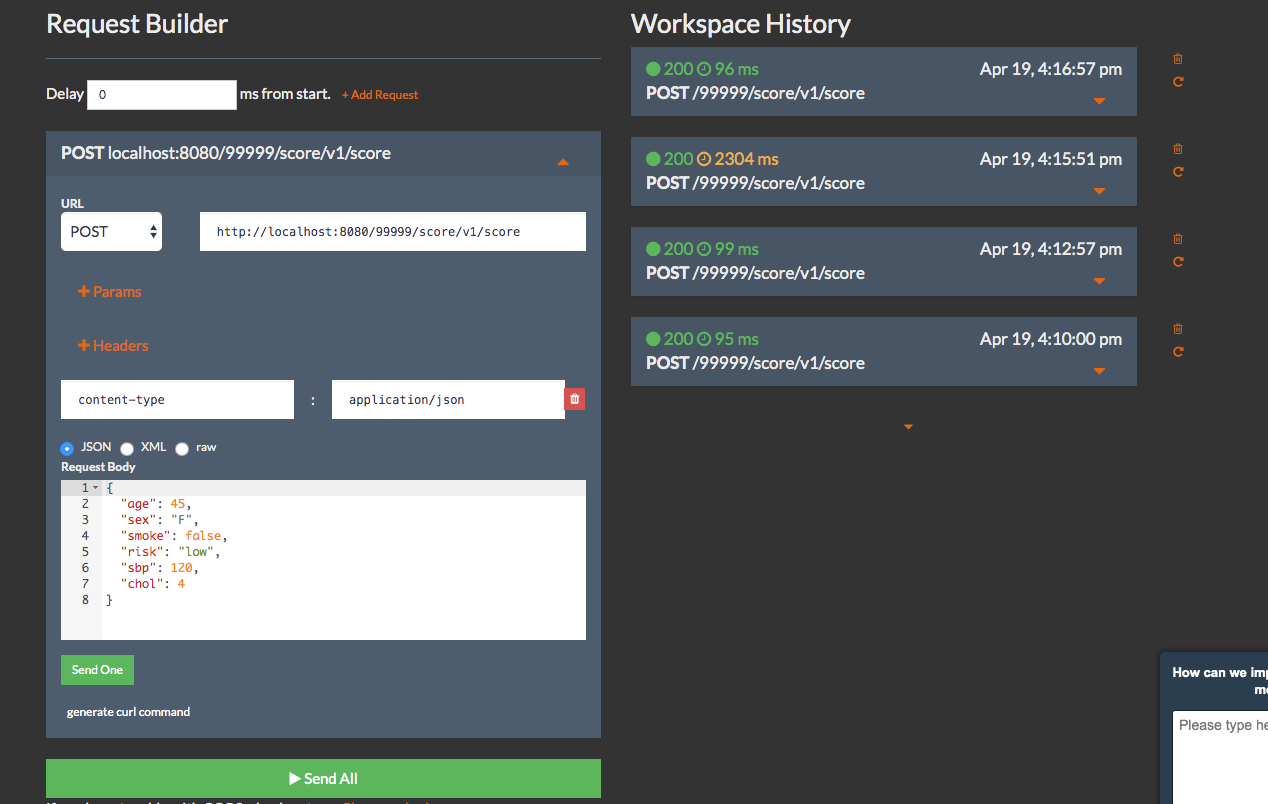 Request Builder
Delay 0 ms from start. + Add Request
POST localhost:8080/99999/score/v1/score
URL
POST http://localhost:8080/99999/score/v1/score
+ Params
+ Headers
content-type : application/json
JSON XML raw
Request Body
1 {
2 "age": 45,
3 "sex": "F",
4 "smoke": false,
5 "risk": "low",
6 "sbp": 120,
7 "chol": 4
8 }
Send One
generate curl command
Send All
Workspace History
200 96 ms Apr 19, 4:16:57 pm
POST /99999/score/v1/score
200 2304 ms Apr 19, 4:15:51 pm
POST /99999/score/v1/score
200 99 ms Apr 19, 4:12:57 pm
POST /99999/score/v1/score
200 95 ms Apr 19, 4:10:00 pm
POST /99999/score/v1/score
How can we imp
Please type he